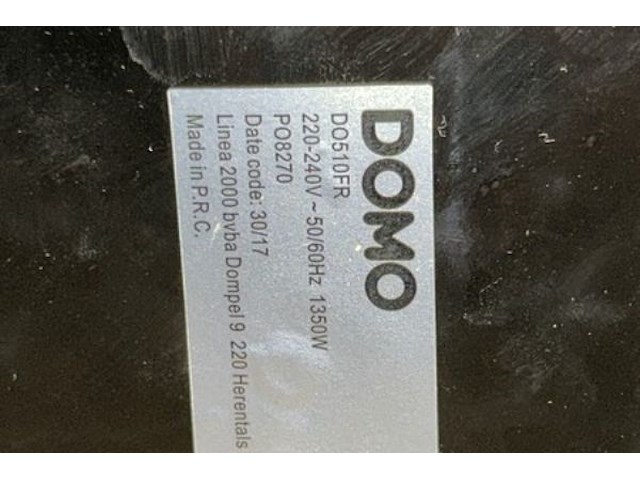 DOMO
DO510FR
220-240V ~ 50/60Hz 1350W
PO8270
Date code: 30/17
Linea 2000 bvba Dompel 9 220 Herentals
Made in P.R.C.